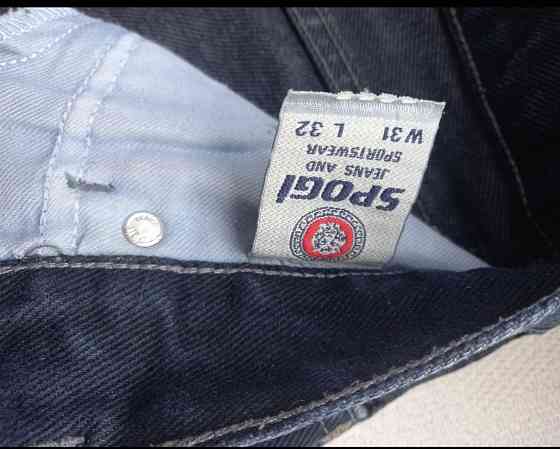 SPOGi
JEANS AND
SPORTSWEAR
W 31 L 32